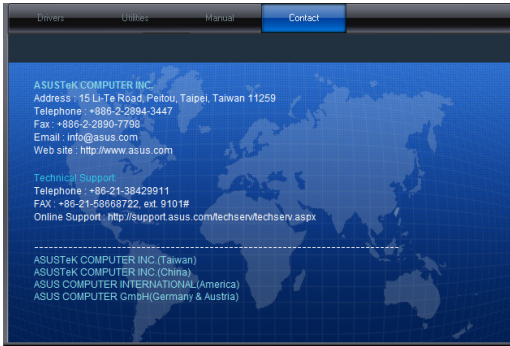 Drivers Utilities Manual Contact
ASUSTeK COMPUTER INC.
Address : 15 Li-Te Road, Peitou, Taipei, Taiwan 11259
Telephone : +886-2-2894-3447
Fax : +886-2-2890-7798
Email : info@asus.com
Web site : http://www.asus.com
Technical Support
Telephone : +86-21-38429911
FAX : +86-21-58668722, ext. 9101#
Online Support : http://support.asus.com/techserv/techserv.aspx
ASUSTeK COMPUTER INC.(Taiwan)
ASUSTeK COMPUTER INC.(China)
ASUS COMPUTER INTERNATIONAL(America)
ASUS COMPUTER GmbH(Germany & Austria)